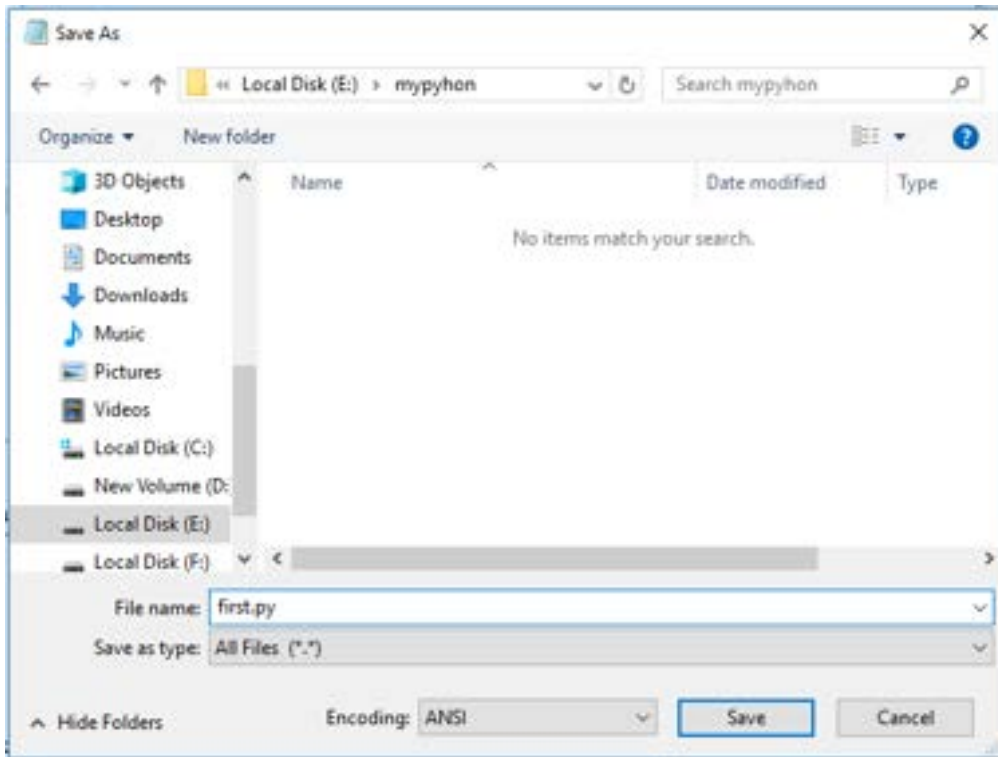 Save As
« Local Disk (E:) › mypyhon
Search mypyhon
Organize
New folder
Name
Date modified
Type
No items match your search.
3D Objects
Desktop
Documents
Downloads
Music
Pictures
Videos
Local Disk (C:)
New Volume (D:
Local Disk (E:)
Local Disk (F:)
File name: first.py
Save as type: All Files (*.*)
Hide Folders
Encoding: ANSI
Save
Cancel